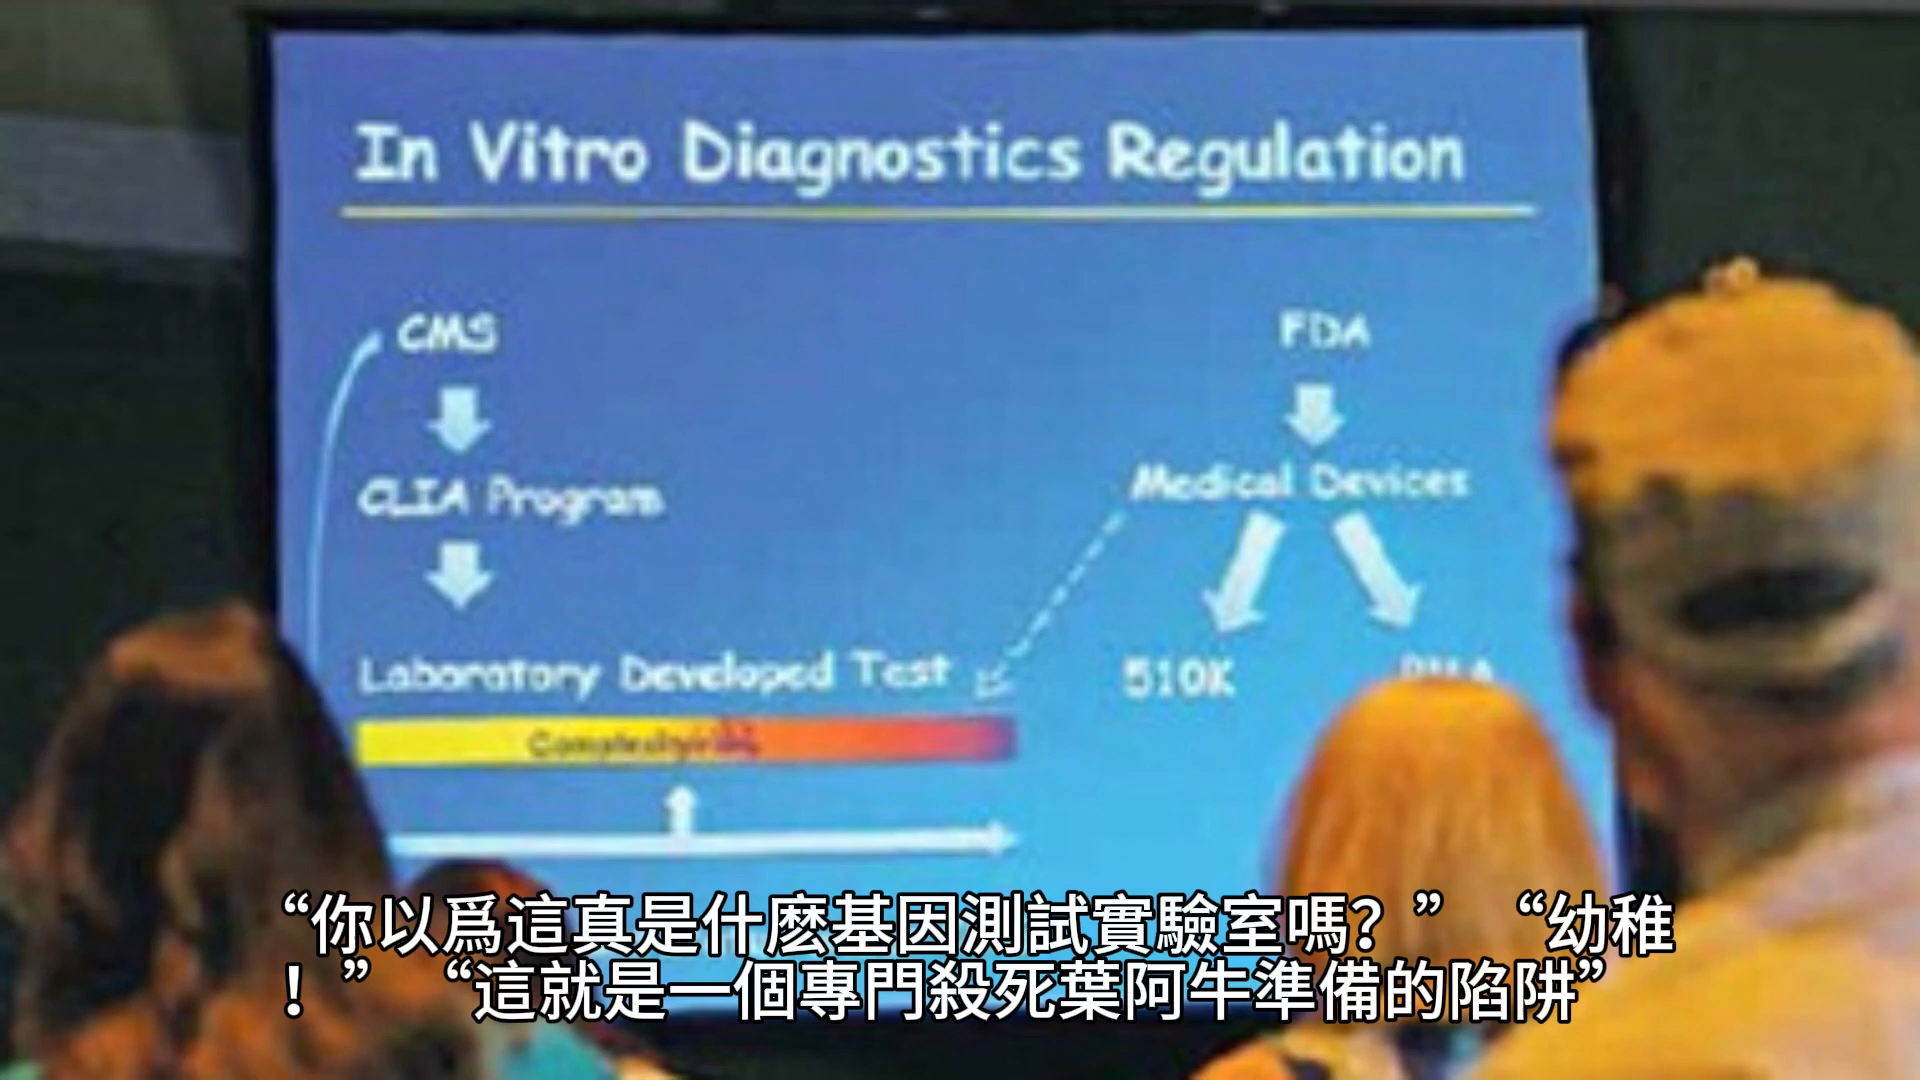 In Vitro Diagnostics Regulation
CMS
FDA
CLIA Program
Medical Devices
Laboratory Developed Test
510K
“你以爲這真是什麽基因測試實驗室嗎？” “幼稚
！” “這就是一個專門殺死葉阿牛準備的陷阱”